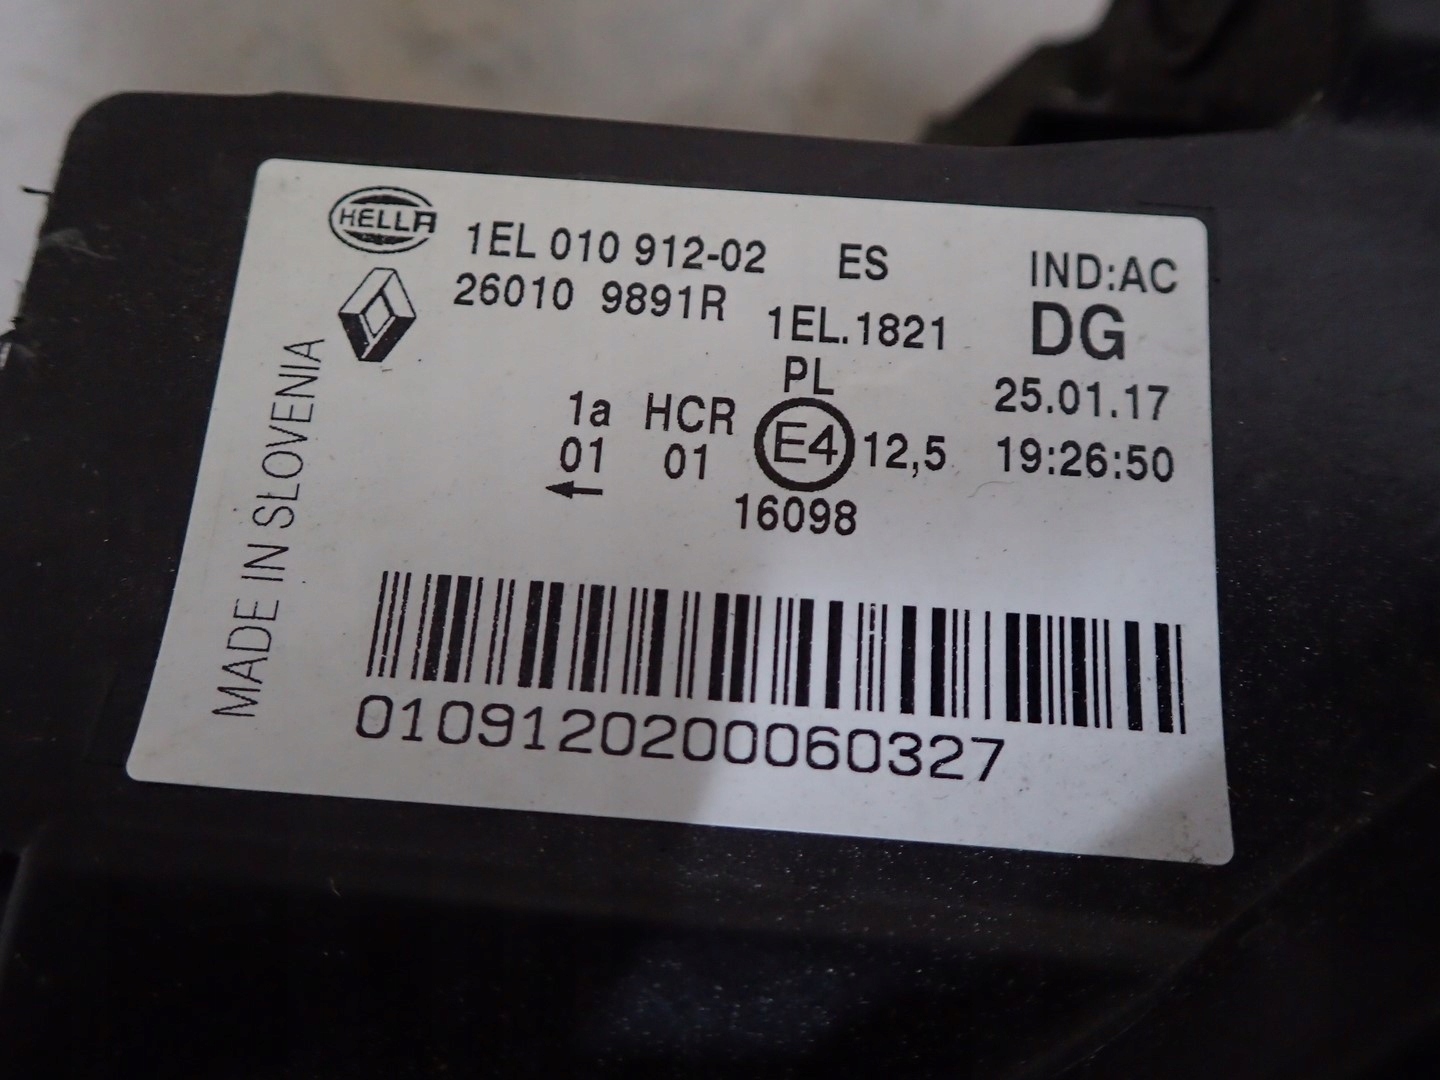 HELLA
1EL 010 912-02 ES IND:AC
26010 9891R 1EL.1821 DG
PL 25.01.17
1a HCR E4 12,5 19:26:50
01 01
←
16098
MADE IN SLOVENIA
0109120200060327